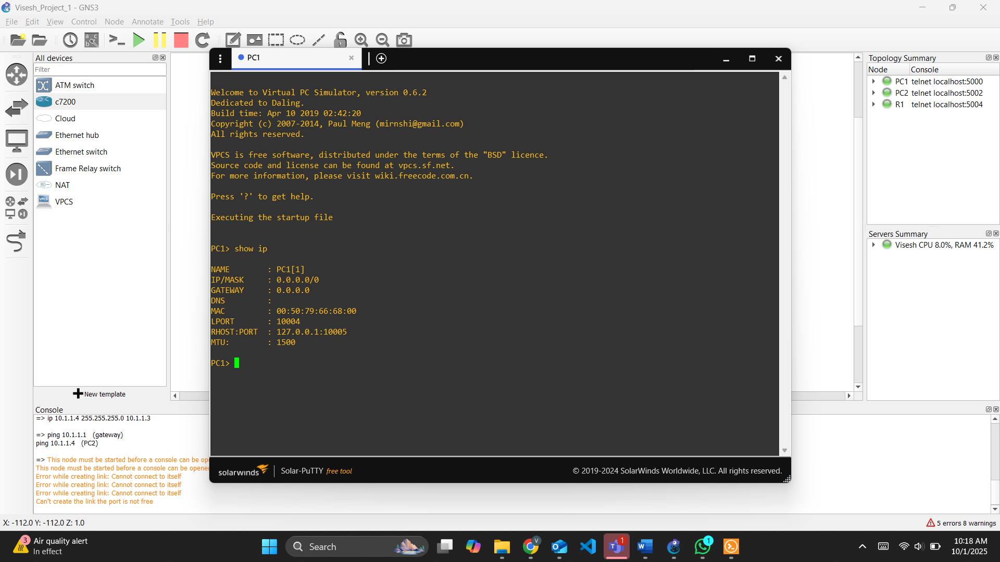 Visesh_Project_1 - GNS3
File Edit View Control Node Annotate Tools Help
All devices
Filter
ATM switch
c7200
Cloud
Ethernet hub
Ethernet switch
Frame Relay switch
NAT
VPCS
New template
PC1
Welcome to Virtual PC Simulator, version 0.6.2
Dedicated to Daling.
Build time: Apr 10 2019 02:42:20
Copyright (c) 2007-2014, Paul Meng (mirnshi@gmail.com)
All rights reserved.
VPCS is free software, distributed under the terms of the "BSD" licence.
Source code and license can be found at vpcs.sf.net.
For more information, please visit wiki.freecode.com.cn.
Press '?' to get help.
Executing the startup file
PC1> show ip
NAME : PC1[1]
IP/MASK : 0.0.0.0/0
GATEWAY : 0.0.0.0
DNS :
MAC : 00:50:79:66:68:00
LPORT : 10004
RHOST:PORT : 127.0.0.1:10005
MTU: : 1500
PC1>
solarwinds Solar-PuTTY free tool
© 2019-2024 SolarWinds Worldwide, LLC. All rights reserved.
Topology Summary
Node Console
PC1 telnet localhost:5000
PC2 telnet localhost:5002
R1 telnet localhost:5004
Servers Summary
Visesh CPU 8.0%, RAM 41.2%
Console
=> ip 10.1.1.4 255.255.255.0 10.1.1.3
=> ping 10.1.1.1 (gateway)
ping 10.1.1.4 (PC2)
=> This node must be started before a console can be ope
This node must be started before a console can be opened
Error while creating link: Cannot connect to itself
Error while creating link: Cannot connect to itself
Error while creating link: Cannot connect to itself
Can't create the link the port is not free
X: -112.0 Y: -112.0 Z: 1.0
5 errors 8 warnings
3
Air quality alert
In effect
Search
V
1
1
10:18 AM
10/1/2025